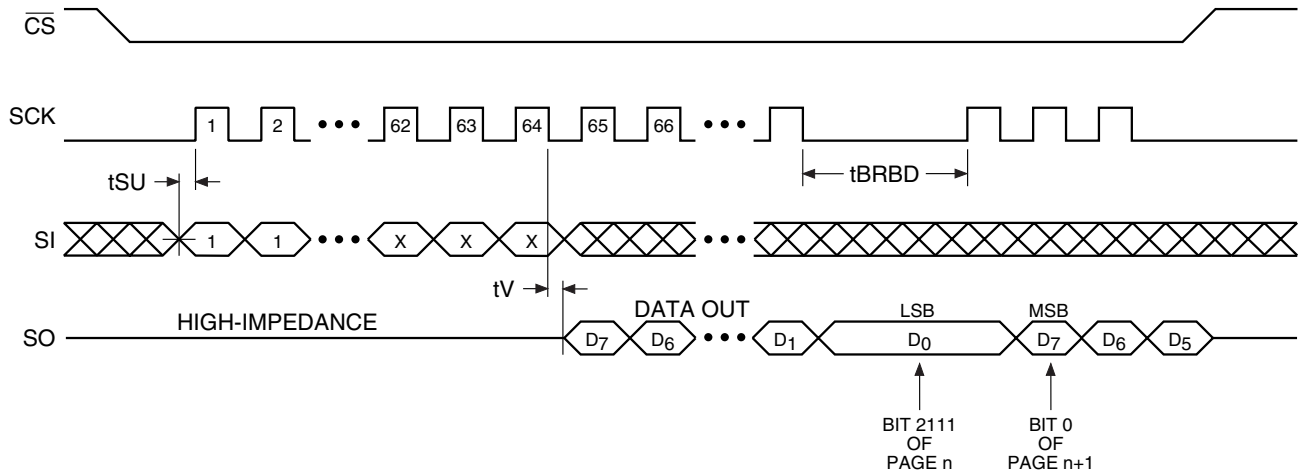 CS
SCK 1 2 ••• 62 63 64 65 66 •••
tSU tBRBD
SI 1 1 ••• X X X •••
tV
HIGH-IMPEDANCE DATA OUT LSB MSB
SO D7 D6 ••• D1 D0 D7 D6 D5
BIT 2111
OF
PAGE n
BIT 0
OF
PAGE n+1